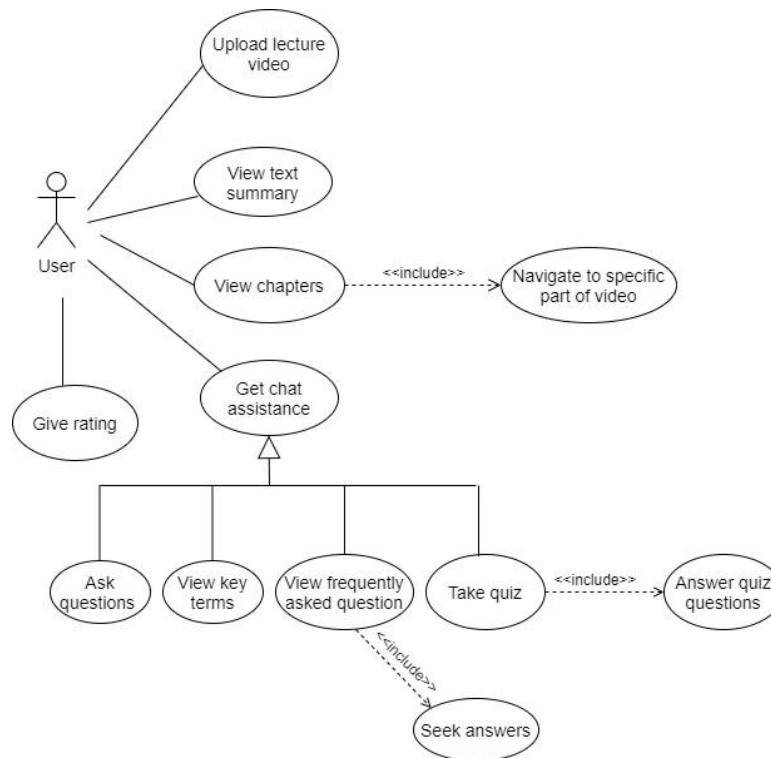 Upload lecture
video
View text
summary
User
View chapters
<<include>>
Navigate to specific
part of video
Get chat
assistance
Give rating
Ask
questions
View key
terms
View frequently
asked question
Take quiz
<<include>>
Answer quiz
questions
<<include>>
Seek answers